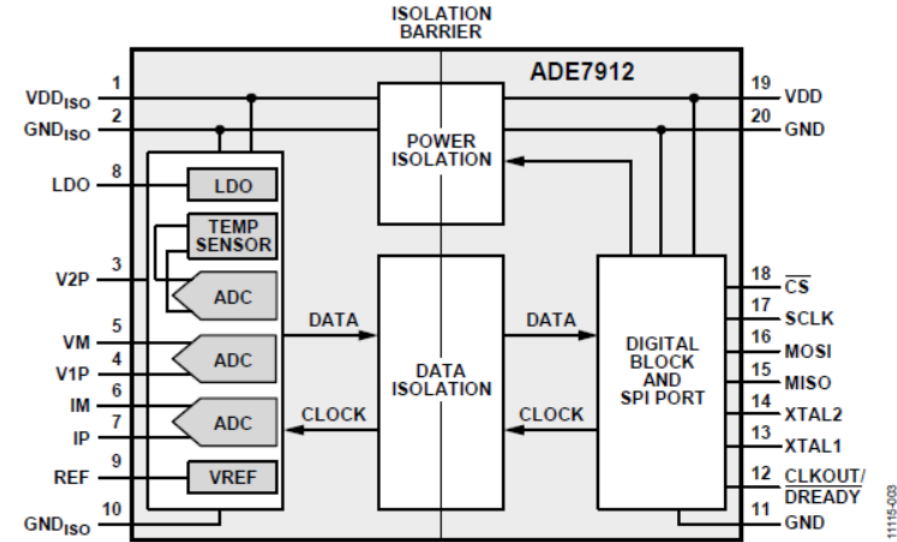 ISOLATION
BARRIER
ADE7912
1
VDDISO
2
GNDISO
8
LDO
3
V2P
5
VM
4
V1P
6
IM
7
IP
9
REF
10
GNDISO
LDO
TEMP
SENSOR
ADC
ADC
ADC
VREF
DATA
CLOCK
POWER
ISOLATION
DATA
ISOLATION
DATA
CLOCK
DIGITAL
BLOCK
AND
SPI PORT
19
VDD
20
GND
18
CS
17
SCLK
16
MOSI
15
MISO
14
XTAL2
13
XTAL1
12
CLKOUT/
DREADY
11
GND
11115-003